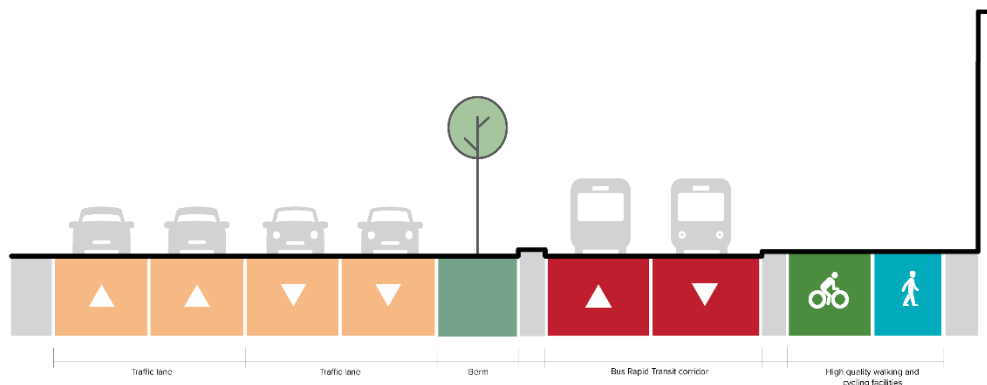 Traffic lane
Traffic lane
Berm
Bus Rapid Transit corridor
High quality walking and
cycling facilities